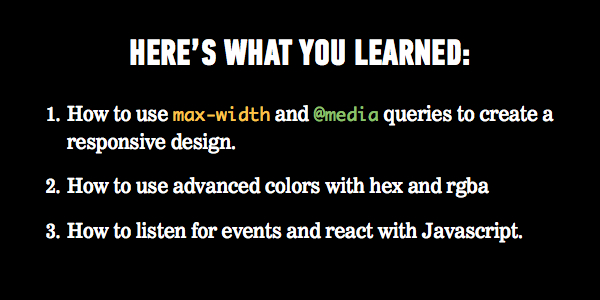 HERE'S WHAT YOU LEARNED:
1. How to use max-width and @media queries to create a
responsive design.
2. How to use advanced colors with hex and rgba
3. How to listen for events and react with Javascript.